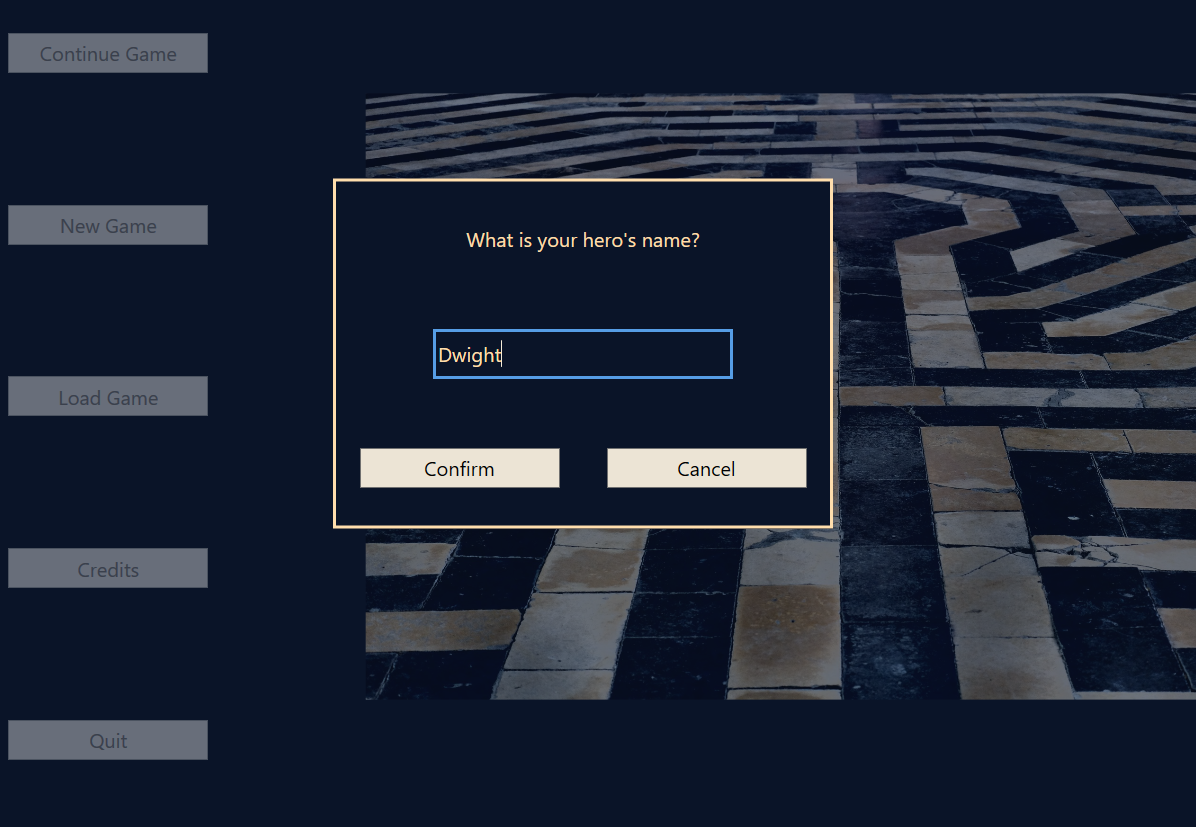 Continue Game
New Game
Load Game
Credits
Quit
What is your hero's name?
Dwight
Confirm
Cancel